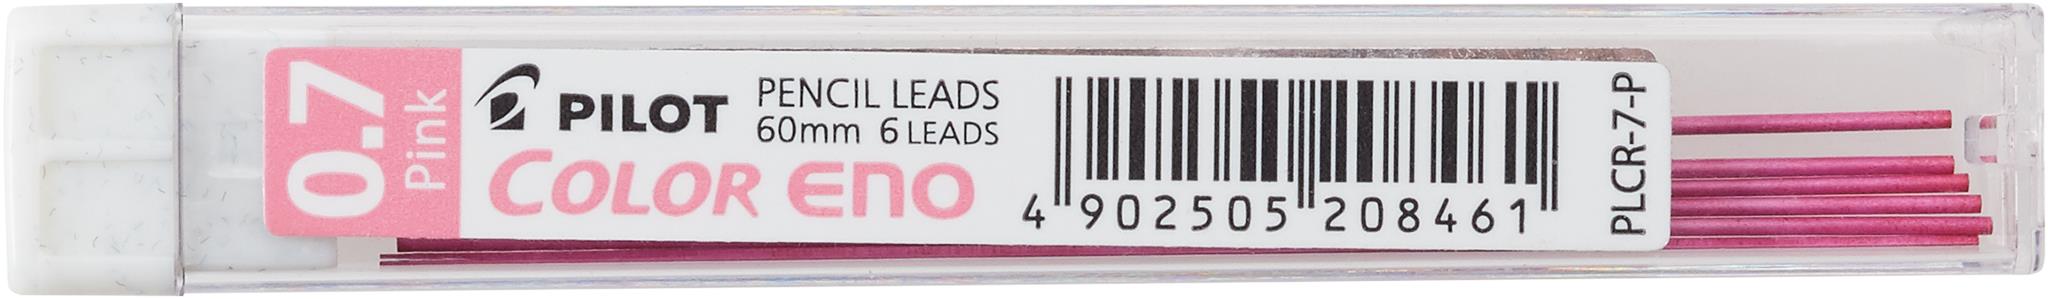 0.7
Pink
PILOT
PENCIL LEADS
60mm 6 LEADS
COLOR ENO
4 902505 208461
PLCR-7-P